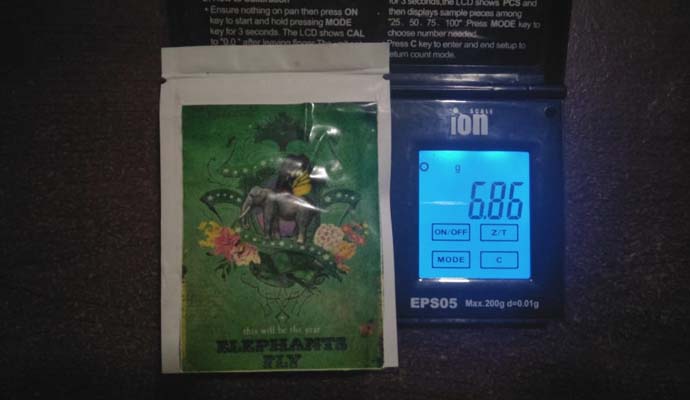 • Ensure nothing on pan then press ON
key to start and hold pressing MODE
key for 3 seconds. The LCD shows CAL
for 3 seconds,the LCD shows PCS and
then displays sample pieces among
"25. 50. 75. 100" .Press MODE key to
choose number needed.
Press C key to enter and end setup to
return count mode.
SCALE
ion
g
6.86
ON/OFF
Z/T
MODE
C
EPS05 Max.200g d=0.01g
this will be the year
ELEPHANTS
FLY